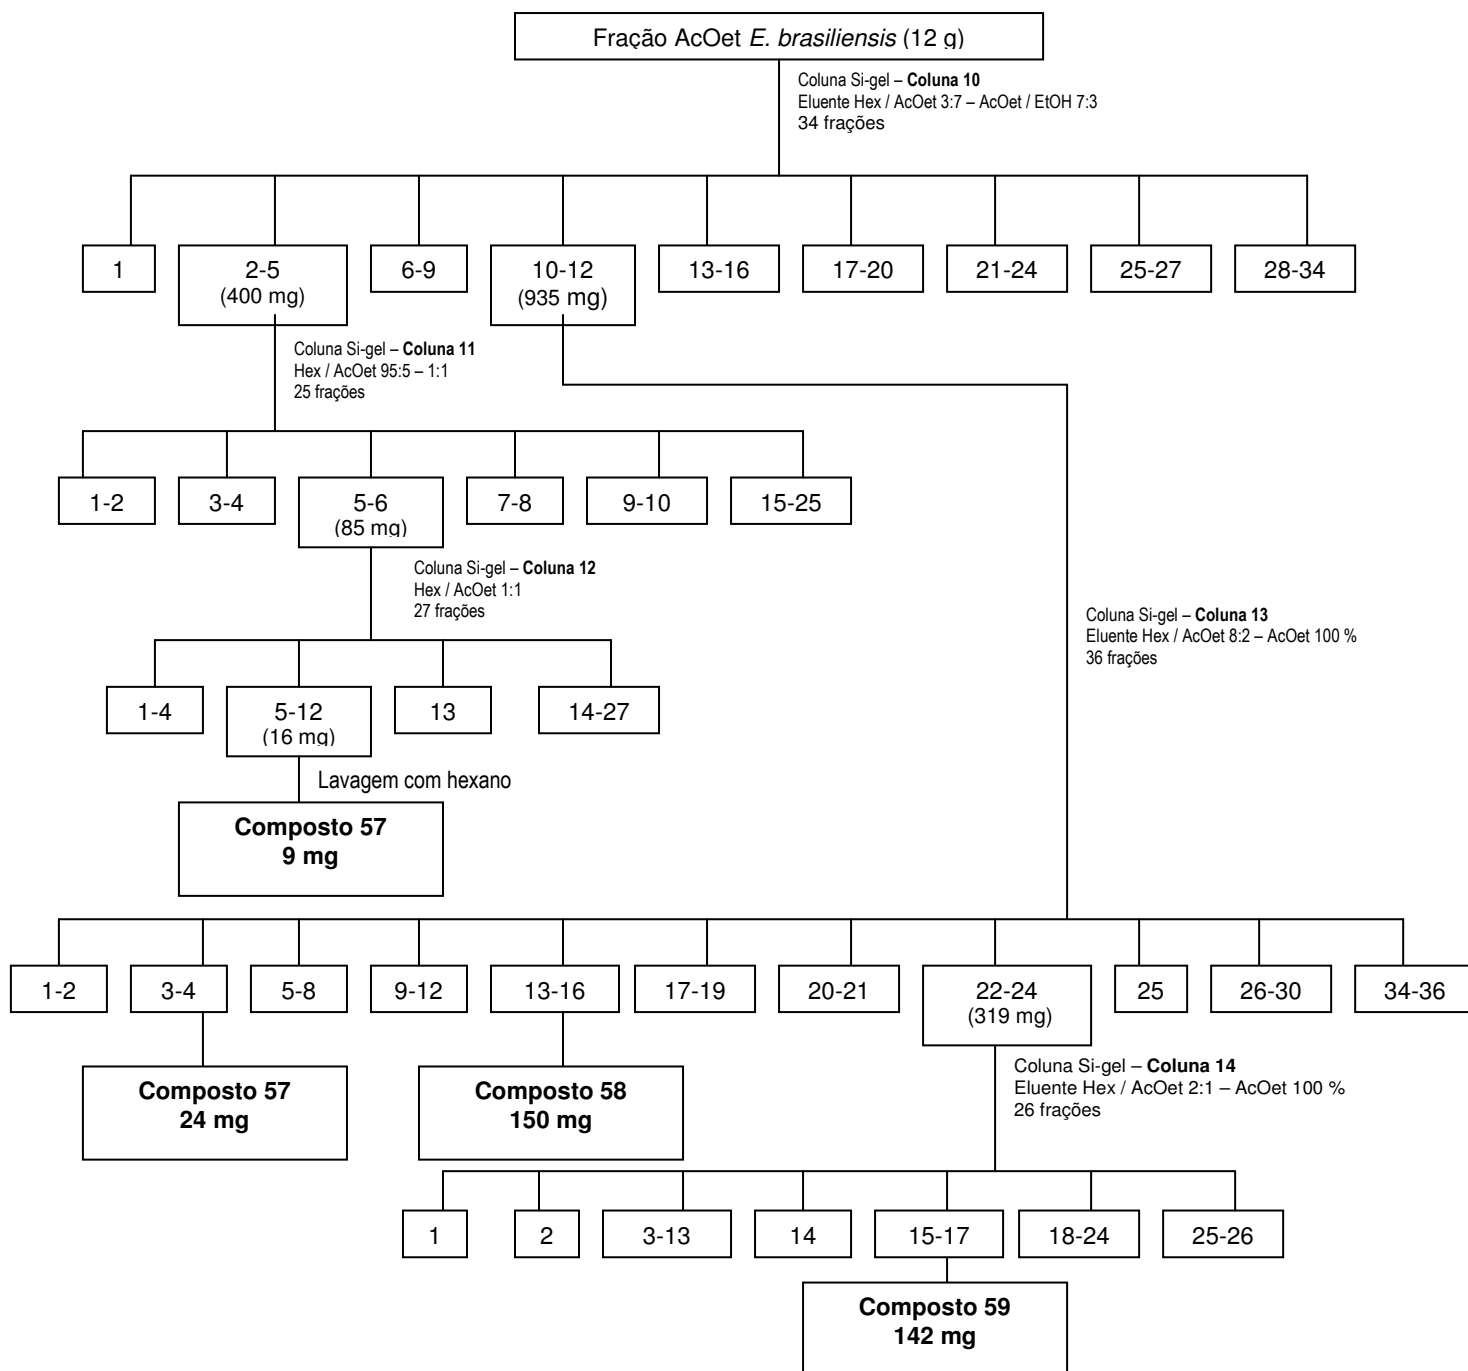 Fração AcOet E. brasiliensis (12 g)
Coluna Si-gel – Coluna 10
Eluente Hex / AcOet 3:7 – AcOet / EtOH 7:3
34 frações
1
2-5
(400 mg)
6-9
10-12
(935 mg)
13-16
17-20
21-24
25-27
28-34
Coluna Si-gel – Coluna 11
Hex / AcOet 95:5 – 1:1
25 frações
1-2
3-4
5-6
(85 mg)
7-8
9-10
15-25
Coluna Si-gel – Coluna 12
Hex / AcOet 1:1
27 frações
Coluna Si-gel – Coluna 13
Eluente Hex / AcOet 8:2 – AcOet 100 %
36 frações
1-4
5-12
(16 mg)
13
14-27
Lavagem com hexano
Composto 57
9 mg
1-2
3-4
5-8
9-12
13-16
17-19
20-21
22-24
(319 mg)
25
26-30
34-36
Composto 57
24 mg
Composto 58
150 mg
Coluna Si-gel – Coluna 14
Eluente Hex / AcOet 2:1 – AcOet 100 %
26 frações
1
2
3-13
14
15-17
18-24
25-26
Composto 59
142 mg